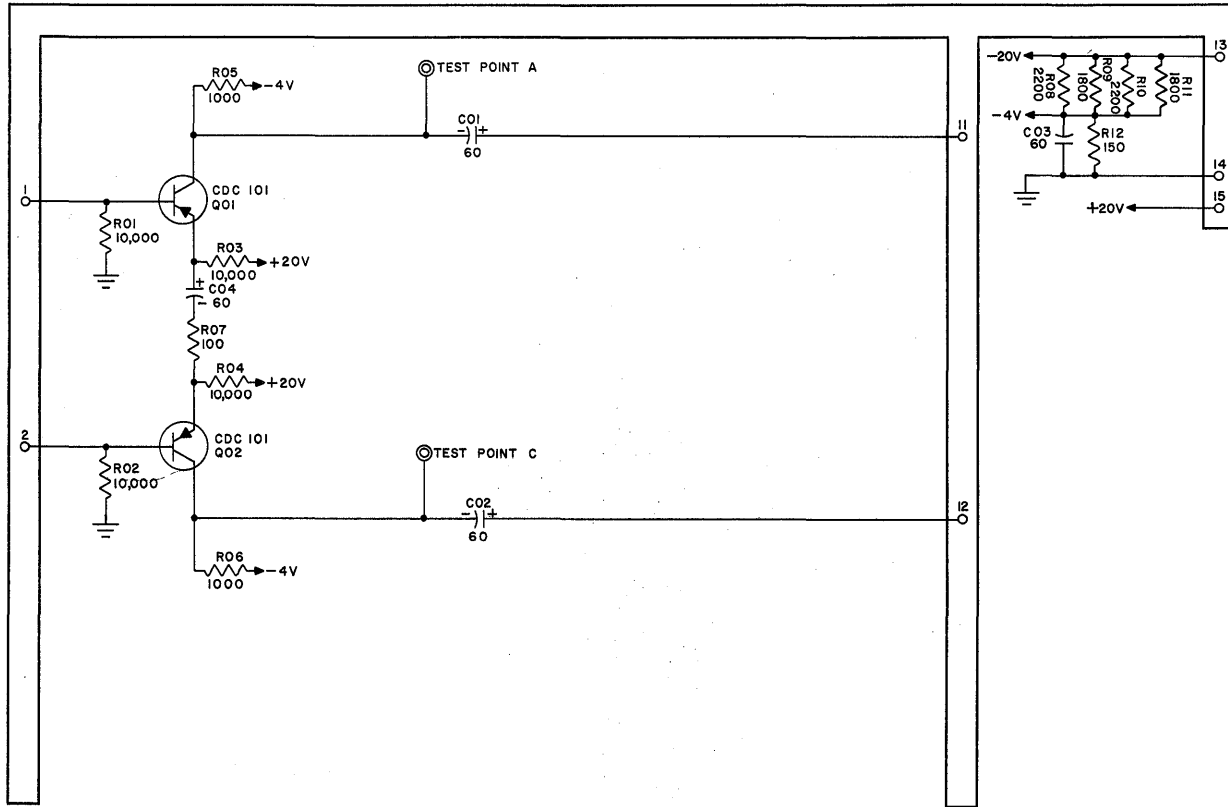 R05
1000
-4V
TEST POINT A
C01
- +
60
11
1
CDC 101
Q01
R01
10,000
R03
10,000
+20V
+
C04
- 60
R07
100
R04
10,000
+20V
2
CDC 101
Q02
R02
10,000
TEST POINT C
C02
- +
60
12
R06
1000
-4V
13
-20V
R08
2200
R09
1800
R10
2200
R11
1800
-4V
C03
60
R12
150
14
+20V
15